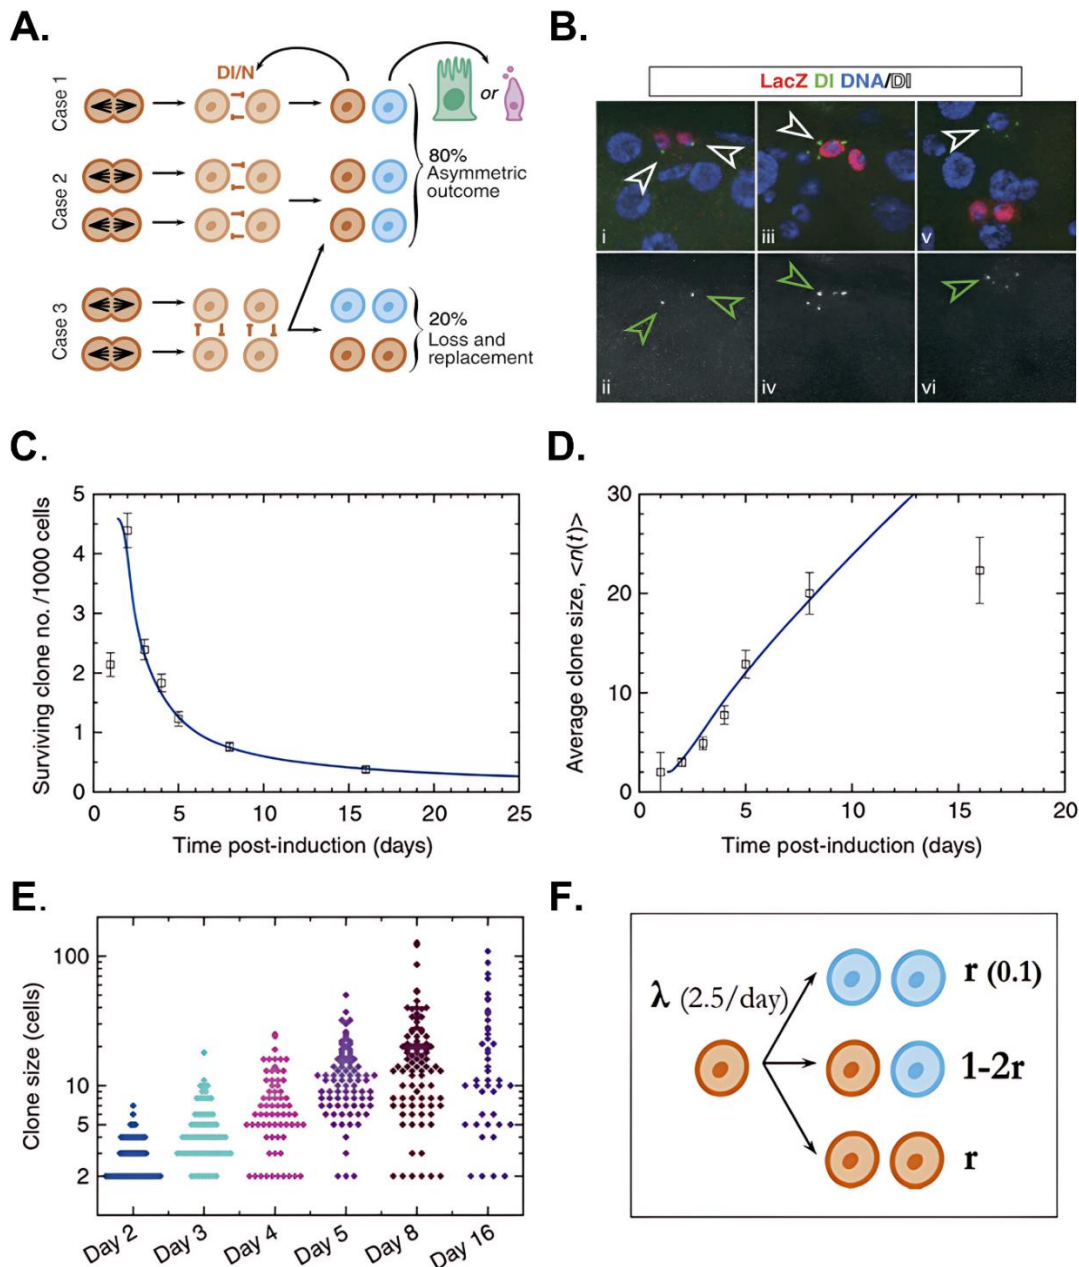 A.
Case 1
DI/N
or
Case 2
80%
Asymmetric
outcome
Case 3
20%
Loss and
replacement
B.
LacZ DI DNA/DI
i
iii
v
ii
iv
vi
C.
Surviving clone no./1000 cells
5
4
3
2
1
0
0 5 10 15 20 25
Time post-induction (days)
D.
Average clone size, <n(t)>
30
20
10
0
0 5 10 15 20
Time post-induction (days)
E.
Clone size (cells)
100
10
5
2
Day 2 Day 3 Day 4 Day 5 Day 8 Day 16
F.
λ (2.5/day)
r (0.1)
1-2r
r